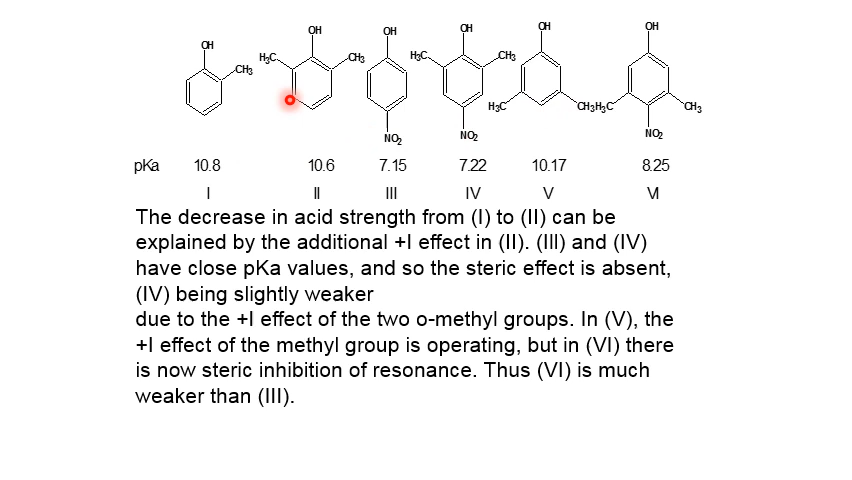 OH OH OH OH OH OH
CH₃ H₃C CH₃ H₃C CH₃
H₃C CH₃H₃C CH₃
NO₂ NO₂ NO₂
pKa 10.8 10.6 7.15 7.22 10.17 8.25
I II III IV V VI
The decrease in acid strength from (I) to (II) can be
explained by the additional +I effect in (II). (III) and (IV)
have close pKa values, and so the steric effect is absent,
(IV) being slightly weaker
due to the +I effect of the two o-methyl groups. In (V), the
+I effect of the methyl group is operating, but in (VI) there
is now steric inhibition of resonance. Thus (VI) is much
weaker than (III).